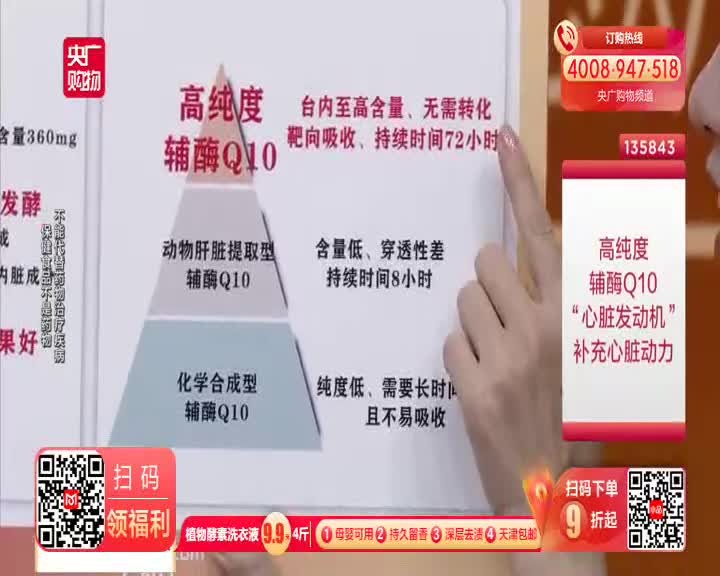 央广
购物
订购热线
4008·947·518
央广购物频道
135843
高纯度
辅酶Q10
“心脏发动机”
补充心脏动力
含量360mg
发酵
成
内脏成
果好
不能代替药物治疗疾病
保健食品不是药物
高纯度
辅酶Q10
台内至高含量、无需转化
靶向吸收、持续时间72小时
动物肝脏提取型
辅酶Q10
含量低、穿透性差
持续时间8小时
化学合成型
辅酶Q10
纯度低、需要长时间
且不易吸收
扫码
领福利
植物酵素洗衣液 9.9元 4斤 1 母婴可用 2 持久留香 3 深层去渍 4 天津包邮
扫码下单
9折起